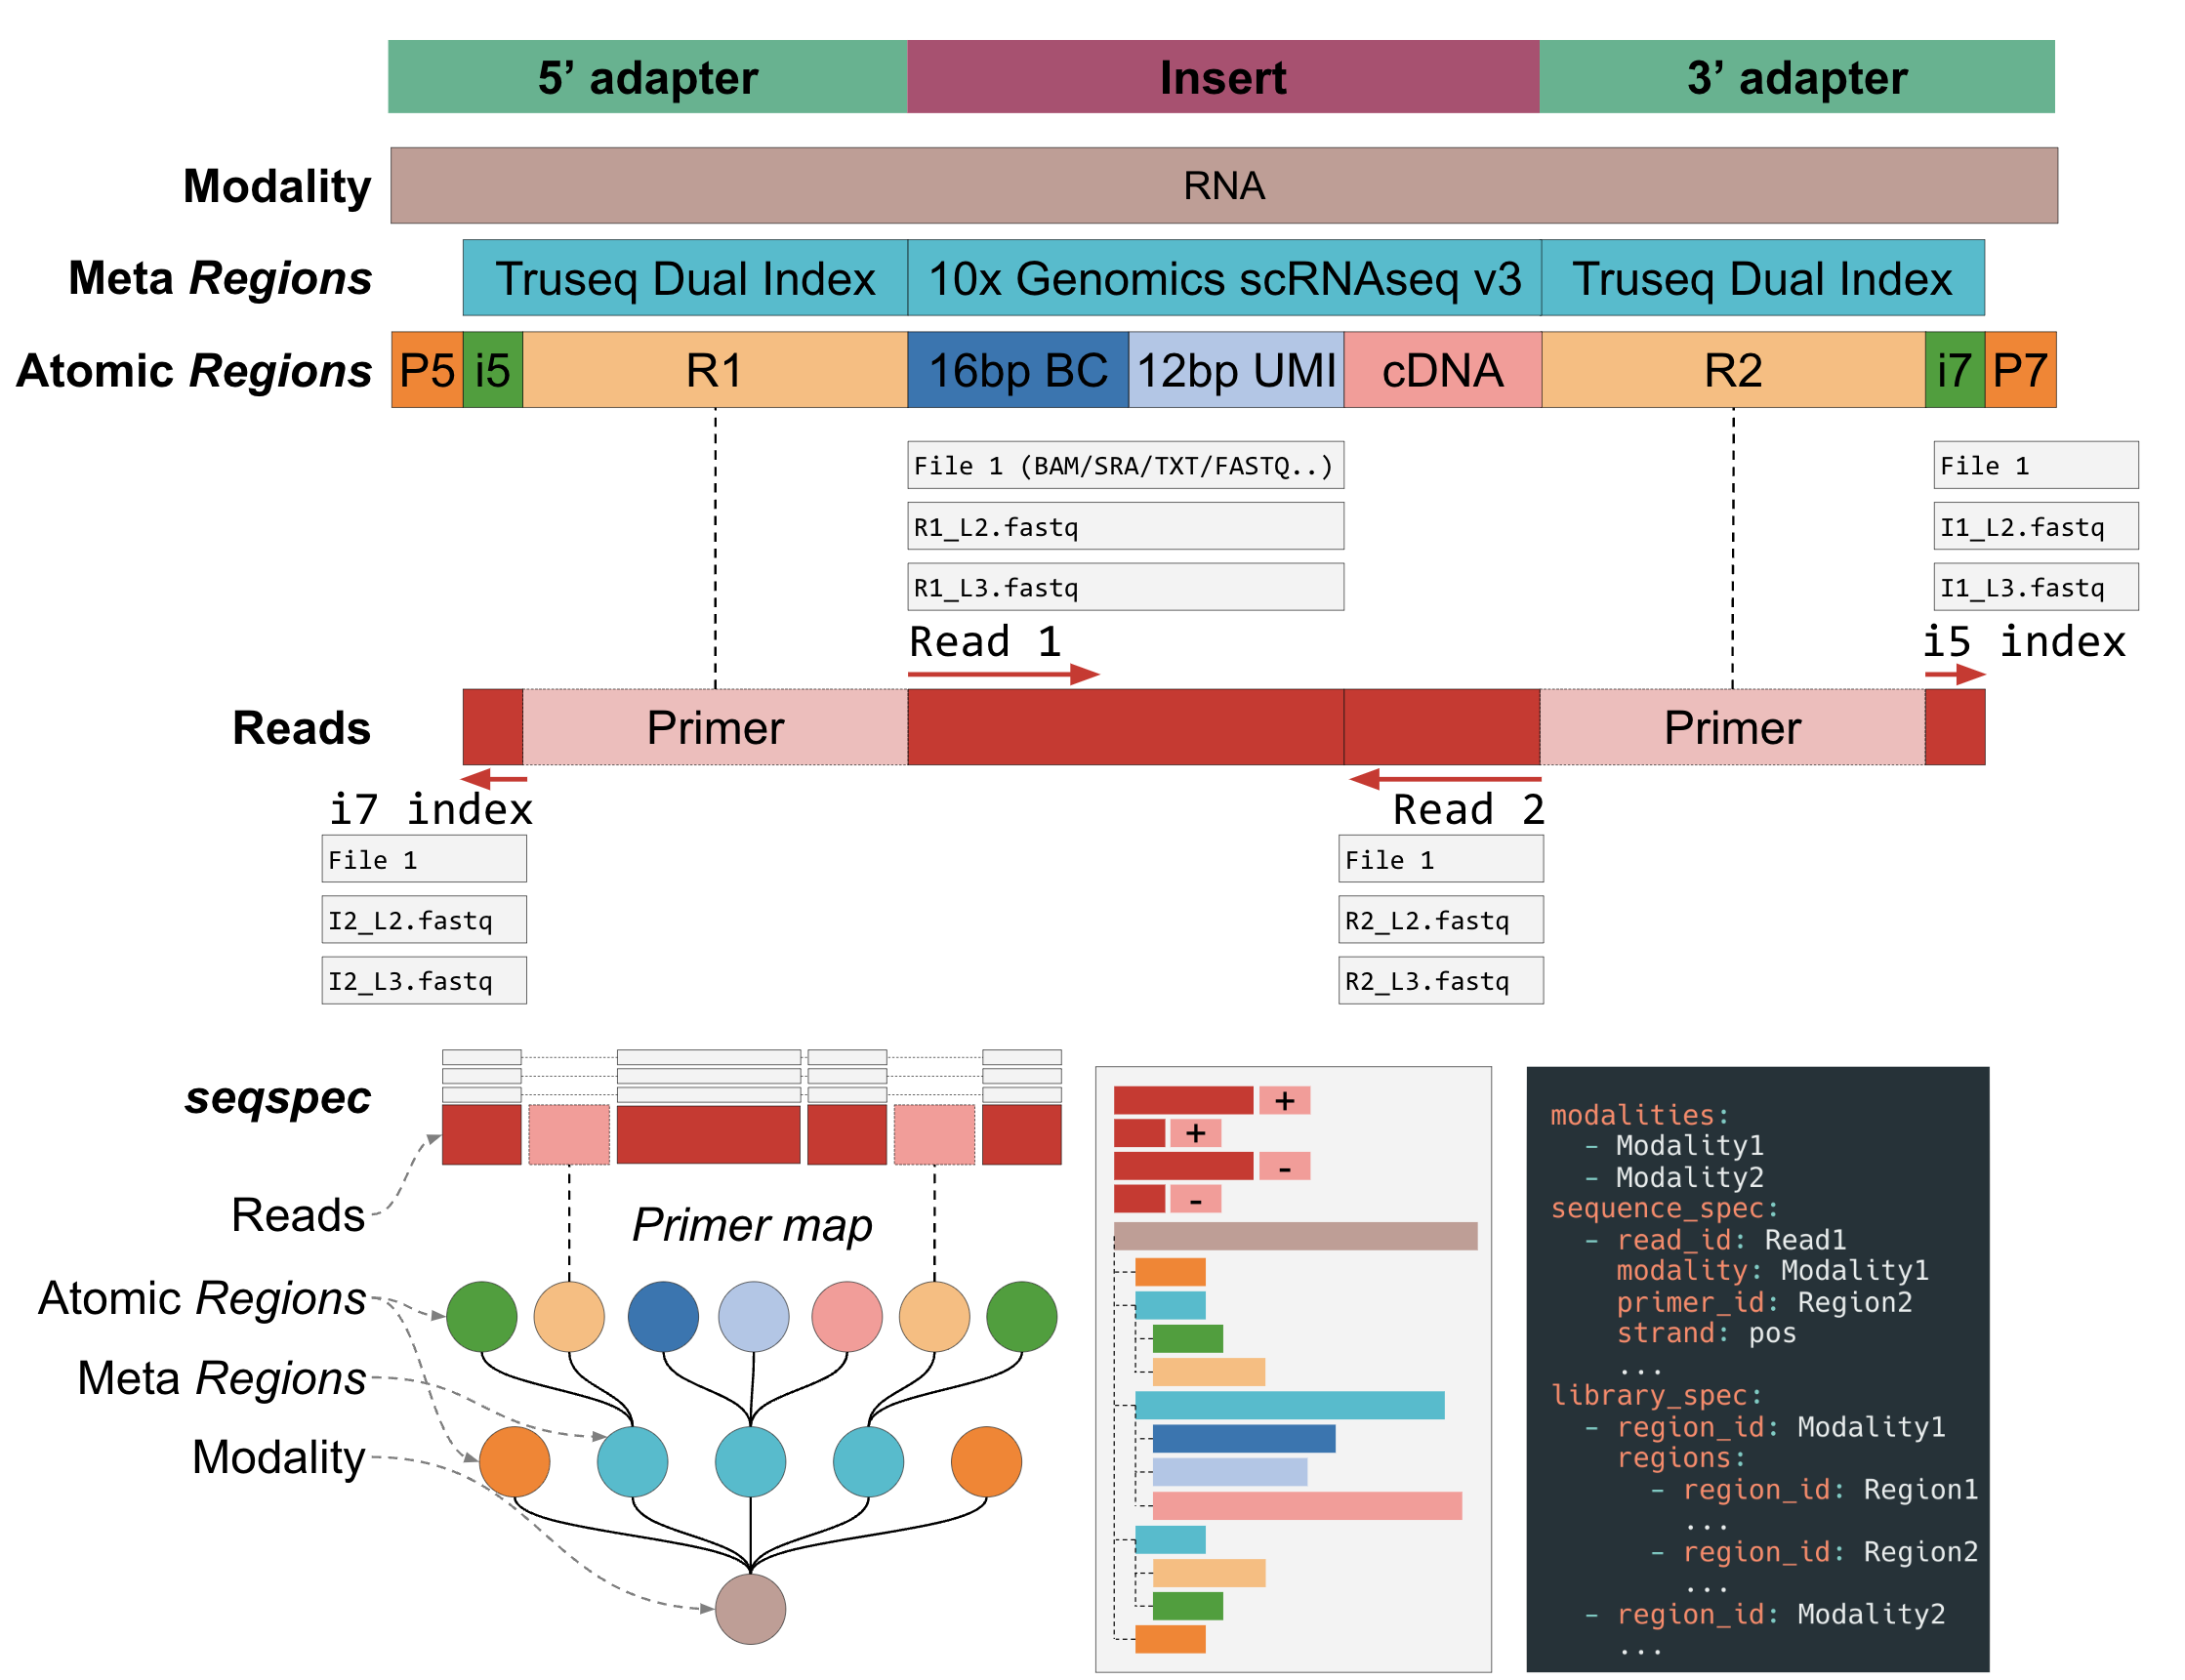 5’ adapter Insert 3’ adapter
Modality RNA
Meta Regions Truseq Dual Index 10x Genomics scRNAseq v3 Truseq Dual Index
Atomic Regions P5 i5 R1 16bp BC 12bp UMI cDNA R2 i7 P7
File 1 (BAM/SRA/TXT/FASTQ..) File 1
R1_L2.fastq I1_L2.fastq
R1_L3.fastq I1_L3.fastq
Read 1 i5 index
Reads Primer Primer
i7 index Read 2
File 1 File 1
I2_L2.fastq R2_L2.fastq
I2_L3.fastq R2_L3.fastq
seqspec
Reads
Primer map
Atomic Regions
Meta Regions
Modality
+
+
-
-
modalities:
- Modality1
- Modality2
sequence_spec:
- read_id: Read1
modality: Modality1
primer_id: Region2
strand: pos
...
library_spec:
- region_id: Modality1
regions:
- region_id: Region1
...
- region_id: Region2
...
- region_id: Modality2
...